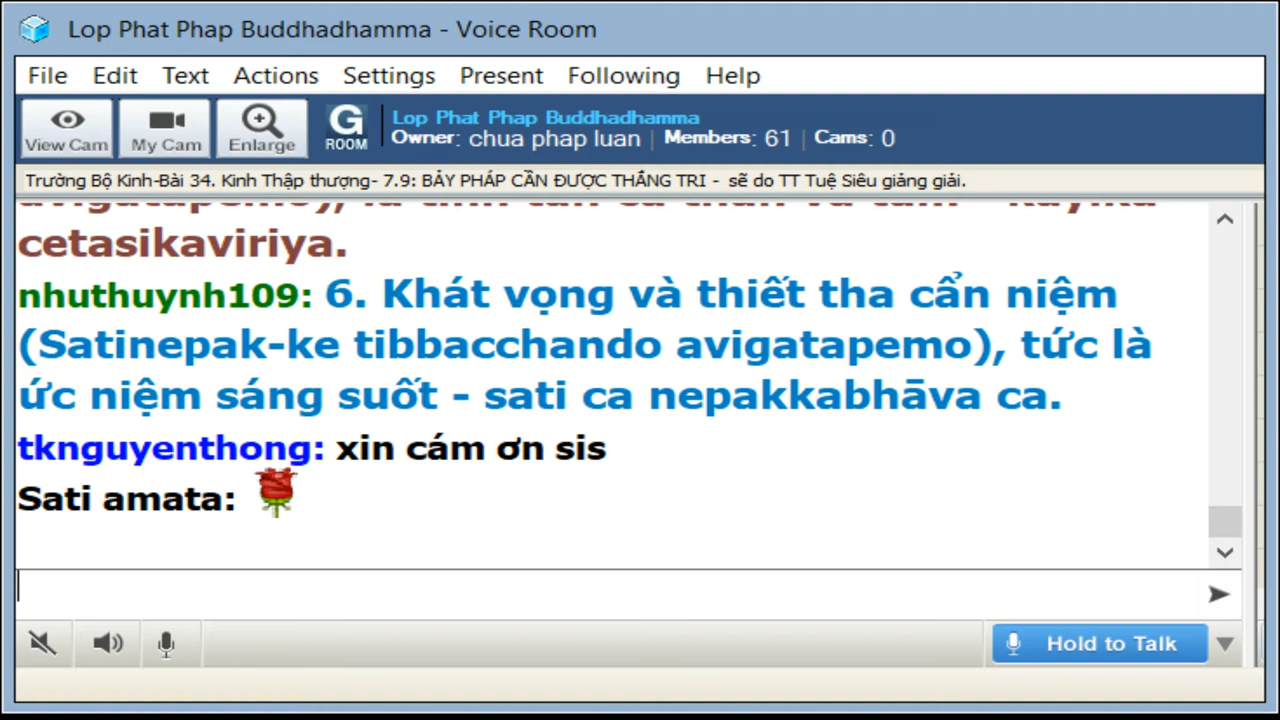 Lop Phat Phap Buddhadhamma - Voice Room
File Edit Text Actions Settings Present Following Help
View Cam My Cam Enlarge G ROOM
Lop Phat Phap Buddhadhamma
Owner: chua phap luan | Members: 61 | Cams: 0
Trường Bộ Kinh-Bài 34. Kinh Thập thượng- 7.9: BẢY PHÁP CẦN ĐƯỢC THẮNG TRI - sẽ do TT Tuệ Siêu giảng giải.
cetasikaviriya.
nhuthuynh109: 6. Khát vọng và thiết tha cẩn niệm
(Satinepak-ke tibbacchando avigatapemo), tức là
ức niệm sáng suốt - sati ca nepakkabhāva ca.
tknguyenthong: xin cám ơn sis
Sati amata:
Hold to Talk